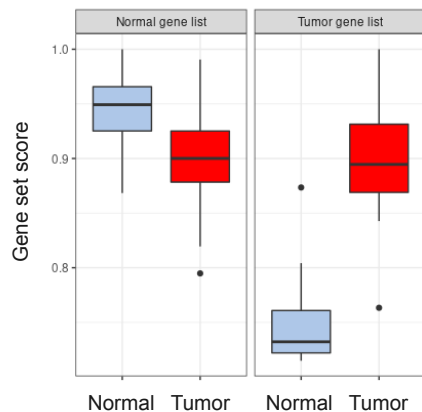 Normal gene list
Tumor gene list
Gene set score
1.0
0.9
0.8
Normal Tumor
Normal Tumor